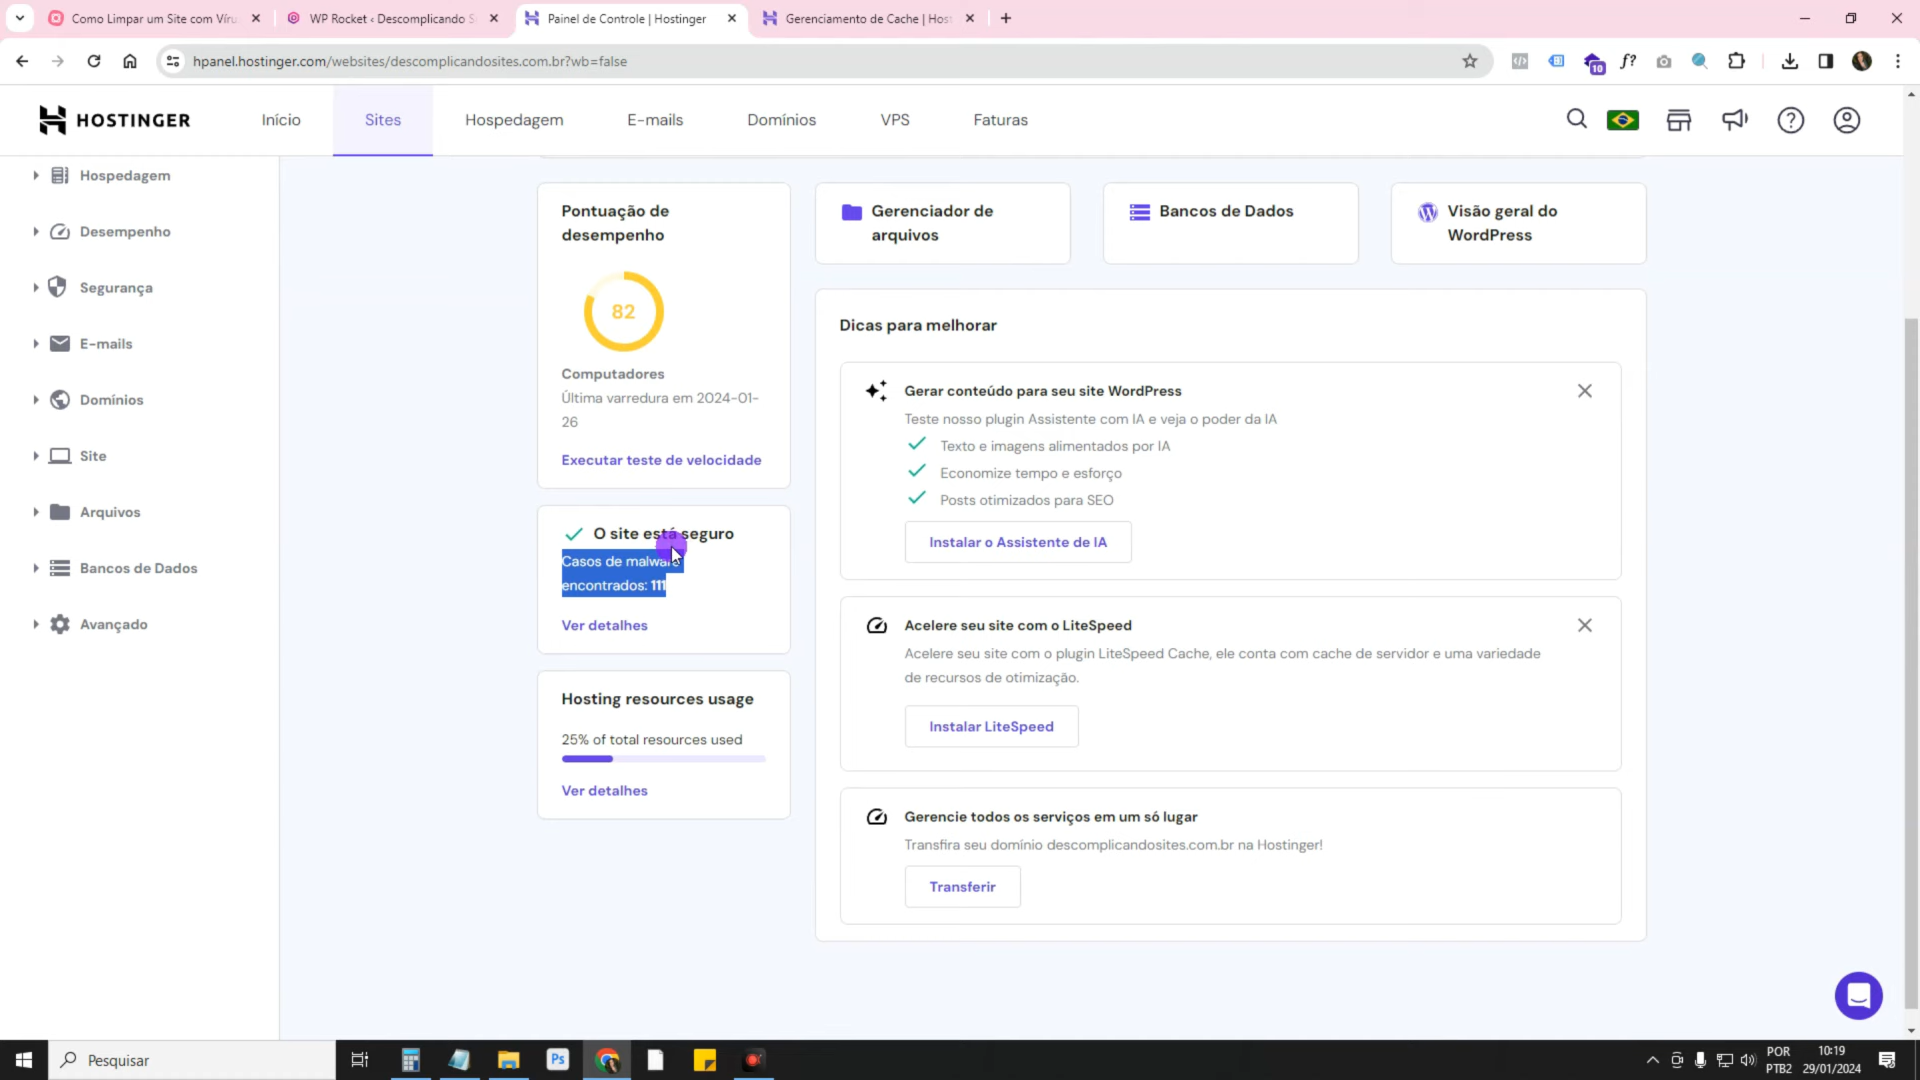 Como Limpar um Site com Víru
WP Rocket ‹ Descomplicando S
Painel de Controle | Hostinger
Gerenciamento de Cache | Host
hpanel.hostinger.com/websites/descomplicandosites.com.br?wb=false
10
f?
HOSTINGER
Início
Sites
Hospedagem
E-mails
Domínios
VPS
Faturas
Hospedagem
Desempenho
Segurança
E-mails
Domínios
Site
Arquivos
Bancos de Dados
Avançado
Pontuação de
desempenho
82
Computadores
Última varredura em 2024-01-
26
Executar teste de velocidade
O site está seguro
Casos de malware
encontrados: 111
Ver detalhes
Hosting resources usage
25% of total resources used
Ver detalhes
Gerenciador de
arquivos
Bancos de Dados
Visão geral do
WordPress
Dicas para melhorar
Gerar conteúdo para seu site WordPress
Teste nosso plugin Assistente com IA e veja o poder da IA
Texto e imagens alimentados por IA
Economize tempo e esforço
Posts otimizados para SEO
Instalar o Assistente de IA
Acelere seu site com o LiteSpeed
Acelere seu site com o plugin LiteSpeed Cache, ele conta com cache de servidor e uma variedade
de recursos de otimização.
Instalar LiteSpeed
Gerencie todos os serviços em um só lugar
Transfira seu domínio descomplicandosites.com.br na Hostinger!
Transferir
Pesquisar
Ps
POR
PTB2
10:19
29/01/2024